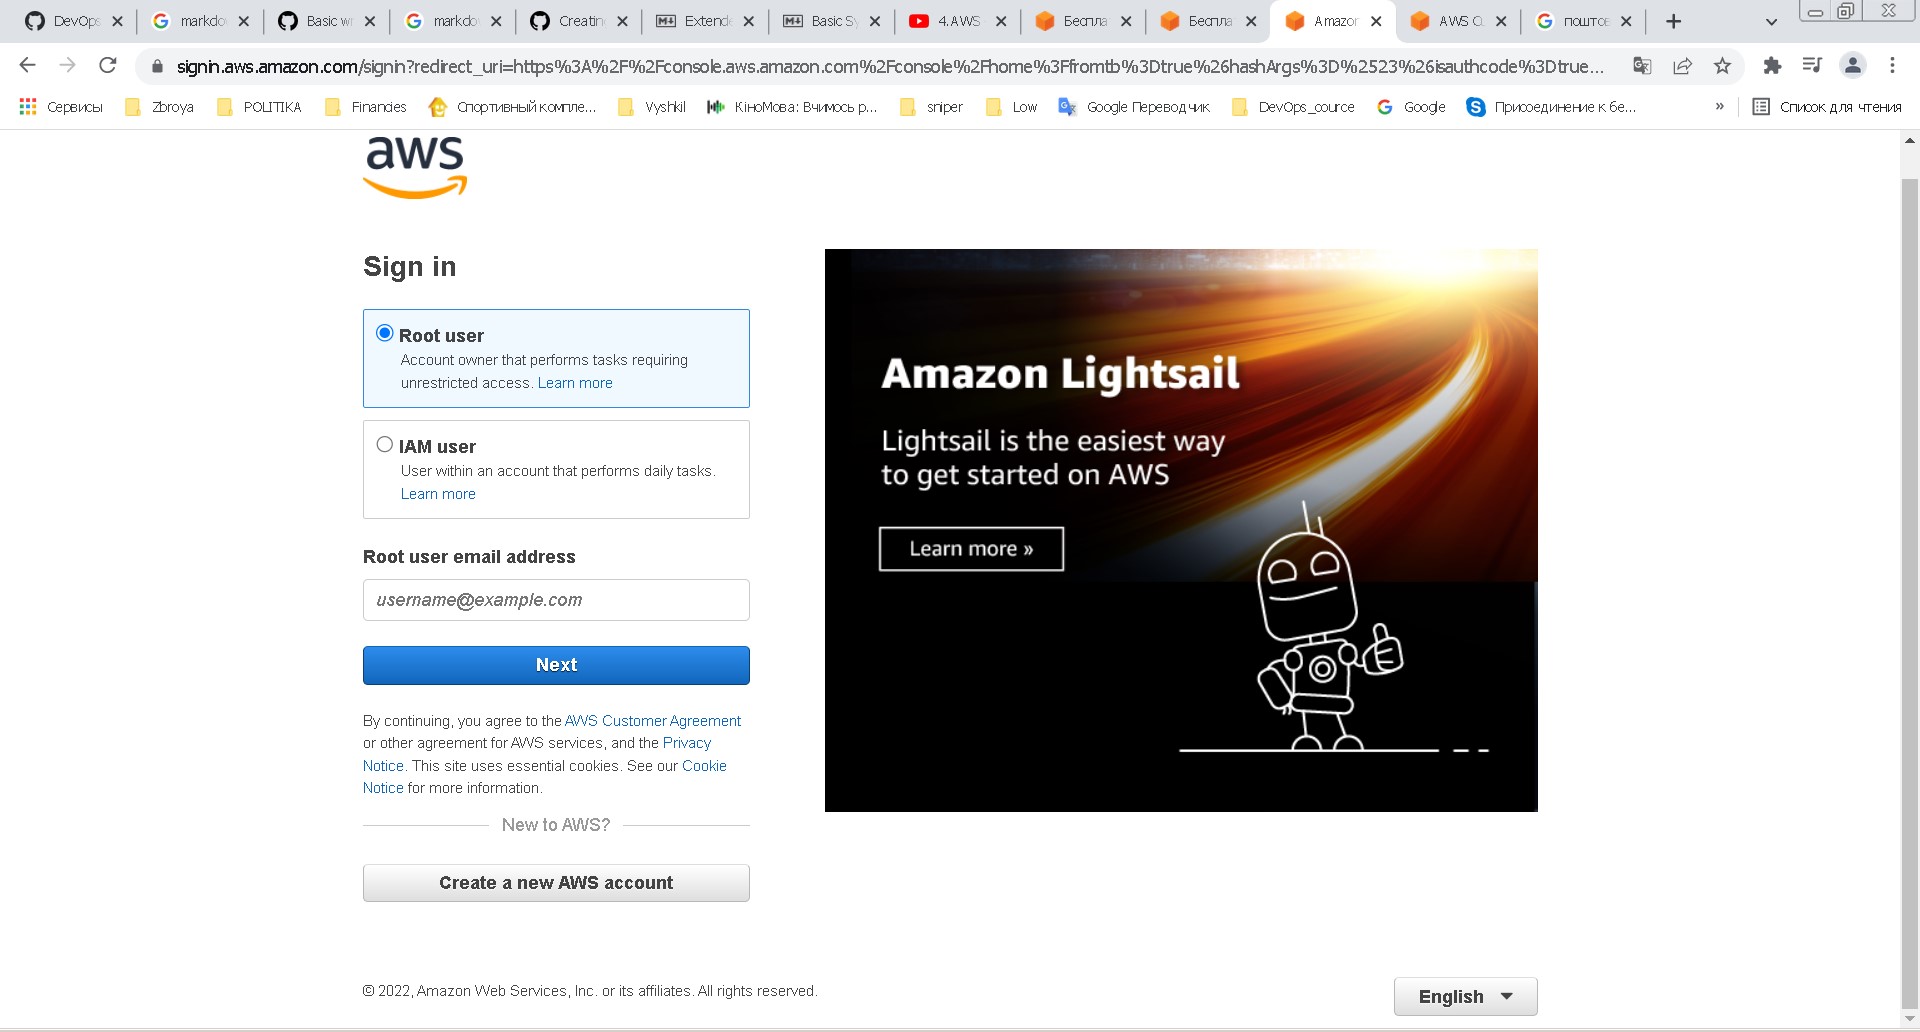 DevOps
markdo
Basic wr
markdo
Creatin
Extende
Basic Sy
4. AWS
Беспла
Беспла
Amazon
AWS C
почтов
signin.aws.amazon.com/signin?redirect_uri=https%3A%2F%2Fconsole.aws.amazon.com%2Fconsole%2Fhome%3Ffromtb%3Dtrue%26hashArgs%3D%2523%26isauthcode%3Dtrue...
Сервисы
Zbroya
POLITIKA
Financies
Спортивный компле...
Vyshkil
КіноМова: Вчимось р...
sniper
Low
Google Переводчик
DevOps_cource
Google
Присоединение к бе...
»
Список для чтения
aws
Sign in
Root user
Account owner that performs tasks requiring
unrestricted access. Learn more
IAM user
User within an account that performs daily tasks.
Learn more
Root user email address
username@example.com
Next
By continuing, you agree to the AWS Customer Agreement
or other agreement for AWS services, and the Privacy
Notice. This site uses essential cookies. See our Cookie
Notice for more information.
New to AWS?
Create a new AWS account
Amazon Lightsail
Lightsail is the easiest way
to get started on AWS
Learn more »
© 2022, Amazon Web Services, Inc. or its affiliates. All rights reserved.
English